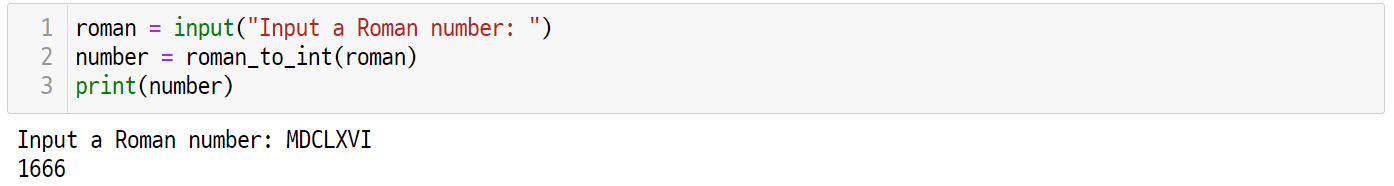 1 roman = input("Input a Roman number: ")
2 number = roman_to_int(roman)
3 print(number)
Input a Roman number: MDCLXVI
1666